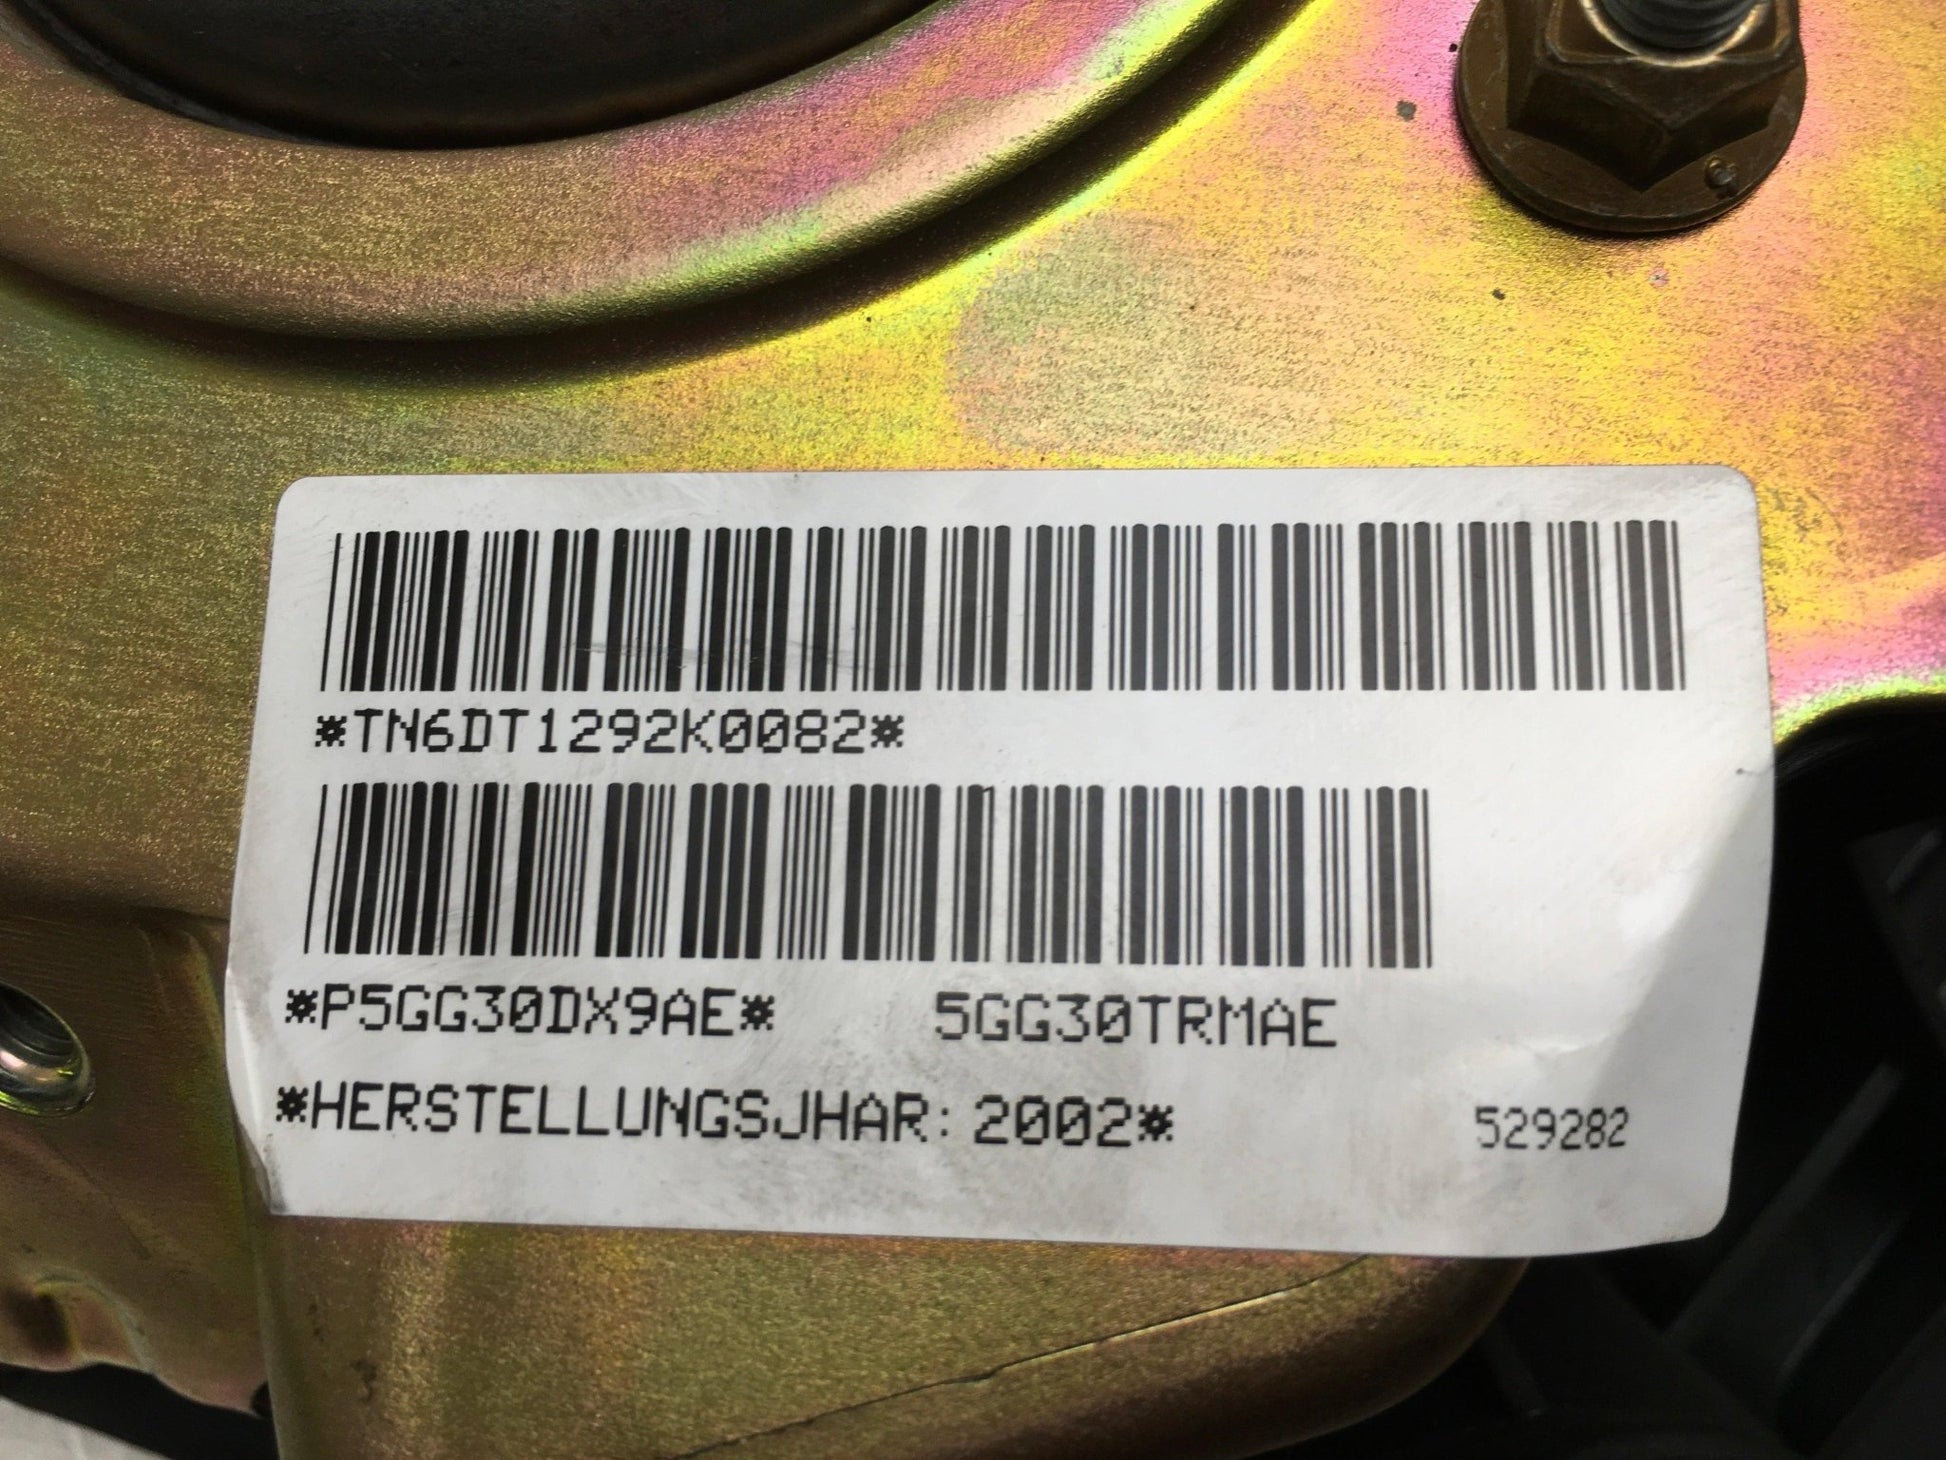 *TN6DT1292K0082*
*P5GG30DX9AE* 5GG30TRMAE
*HERSTELLUNGSJHAR: 2002* 529282